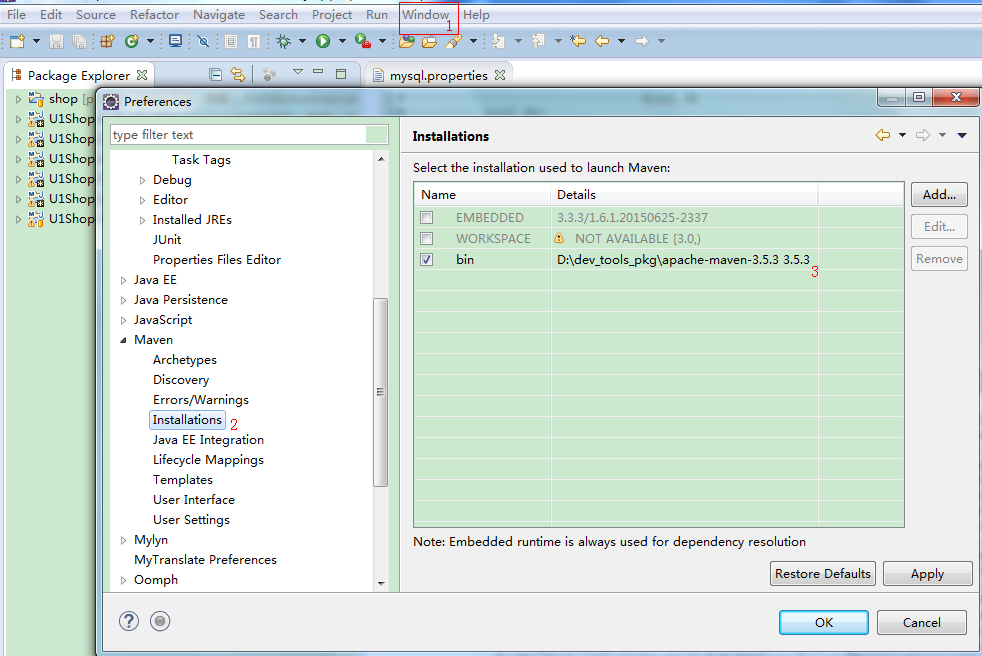 File Edit Source Refactor Navigate Search Project Run Window Help
1
Package Explorer
mysql.properties
shop
U1Shop
U1Shop
U1Shop
U1Shop
U1Shop
U1Shop
Preferences
type filter text
Task Tags
Debug
Editor
Installed JREs
JUnit
Properties Files Editor
Java EE
Java Persistence
JavaScript
Maven
Archetypes
Discovery
Errors/Warnings
Installations 2
Java EE Integration
Lifecycle Mappings
Templates
User Interface
User Settings
Mylyn
MyTranslate Preferences
Oomph
Installations
Select the installation used to launch Maven:
Name Details
EMBEDDED 3.3.3/1.6.1.20150625-2337
WORKSPACE NOT AVAILABLE [3.0,)
bin D:\dev_tools_pkg\apache-maven-3.5.3 3.5.3
3
Add...
Edit...
Remove
Note: Embedded runtime is always used for dependency resolution
Restore Defaults Apply
OK Cancel